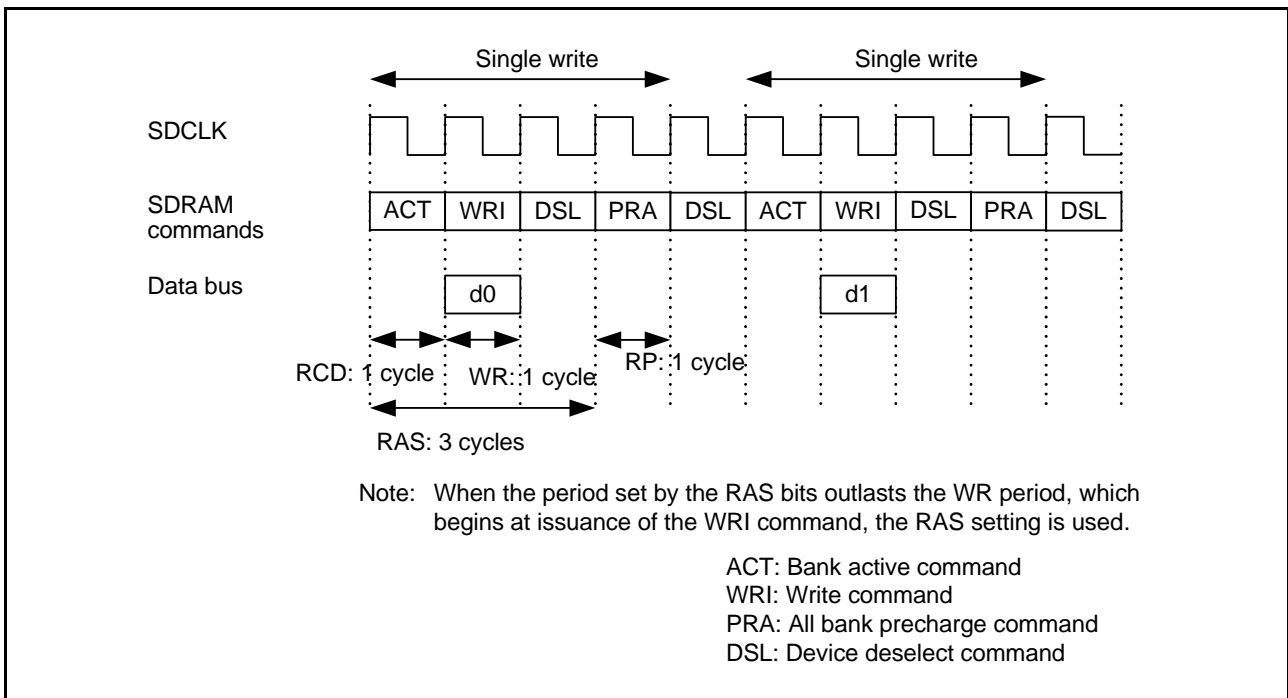 Single write Single write
SDCLK
SDRAM
commands
ACT WRI DSL PRA DSL ACT WRI DSL PRA DSL
Data bus
d0 d1
RCD: 1 cycle WR: 1 cycle RP: 1 cycle
RAS: 3 cycles
Note: When the period set by the RAS bits outlasts the WR period, which
begins at issuance of the WRI command, the RAS setting is used.
ACT: Bank active command
WRI: Write command
PRA: All bank precharge command
DSL: Device deselect command